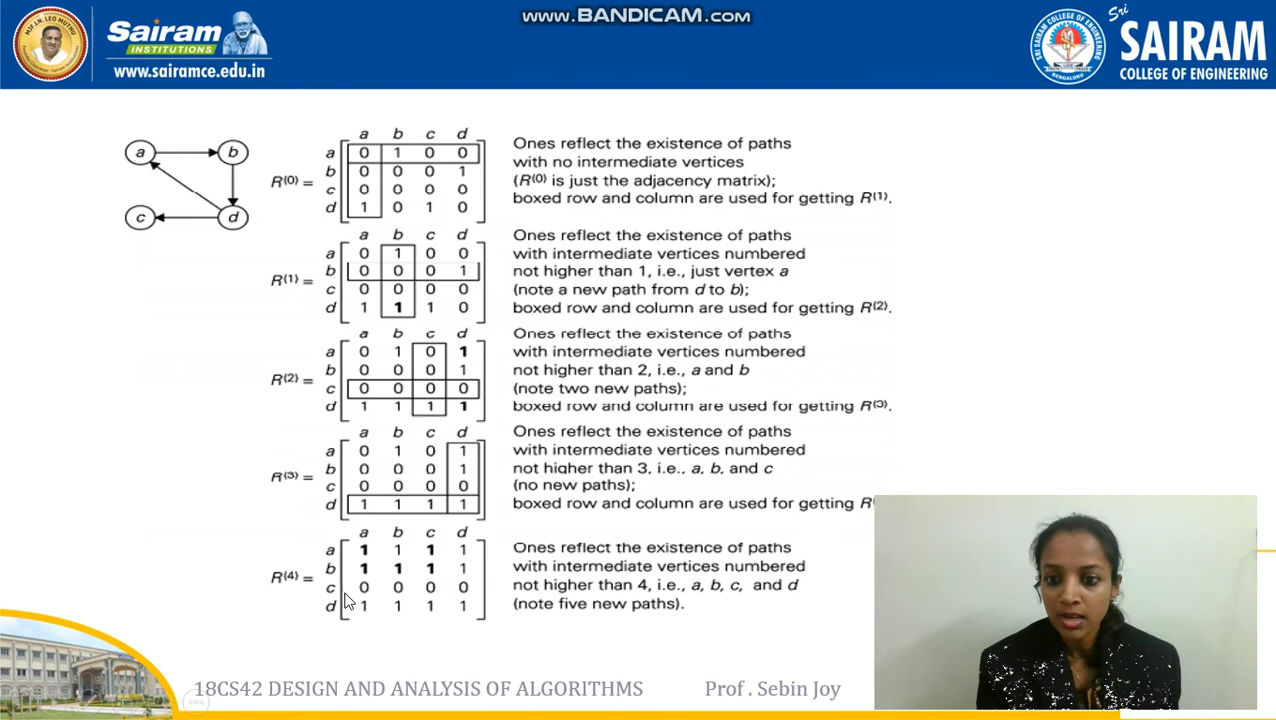 www.BANDICAM.com
Sairam
INSTITUTIONS
www.sairamce.edu.in
Sri
SAIRAM
COLLEGE OF ENGINEERING
a b
c d
a b c d
a 0 1 0 0
b 0 0 0 1
R(0) =
c 0 0 0 0
d 1 0 1 0
Ones reflect the existence of paths
with no intermediate vertices
(R(0) is just the adjacency matrix);
boxed row and column are used for getting R(1).
a b c d
a 0 1 0 0
b 0 0 0 1
R(1) =
c 0 0 0 0
d 1 1 1 0
Ones reflect the existence of paths
with intermediate vertices numbered
not higher than 1, i.e., just vertex a
(note a new path from d to b);
boxed row and column are used for getting R(2).
a b c d
a 0 1 0 1
b 0 0 0 1
R(2) =
c 0 0 0 0
d 1 1 1 1
Ones reflect the existence of paths
with intermediate vertices numbered
not higher than 2, i.e., a and b
(note two new paths);
boxed row and column are used for getting R(3).
a b c d
a 0 1 0 1
b 0 0 0 1
R(3) =
c 0 0 0 0
d 1 1 1 1
Ones reflect the existence of paths
with intermediate vertices numbered
not higher than 3, i.e., a, b, and c
(no new paths);
boxed row and column are used for getting R
a b c d
a 1 1 1 1
b 1 1 1 1
R(4) =
c 0 0 0 0
d 1 1 1 1
Ones reflect the existence of paths
with intermediate vertices numbered
not higher than 4, i.e., a, b, c, and d
(note five new paths).
18CS42 DESIGN AND ANALYSIS OF ALGORITHMS Prof . Sebin Joy